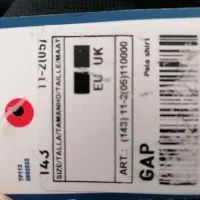 11-2(05)
143
SIZE/TALLA/TAMANHO/TAILLE/MAAT
EU UK
ART. (143) 11-2(05)110000
Polo shirt
GAP
TP113